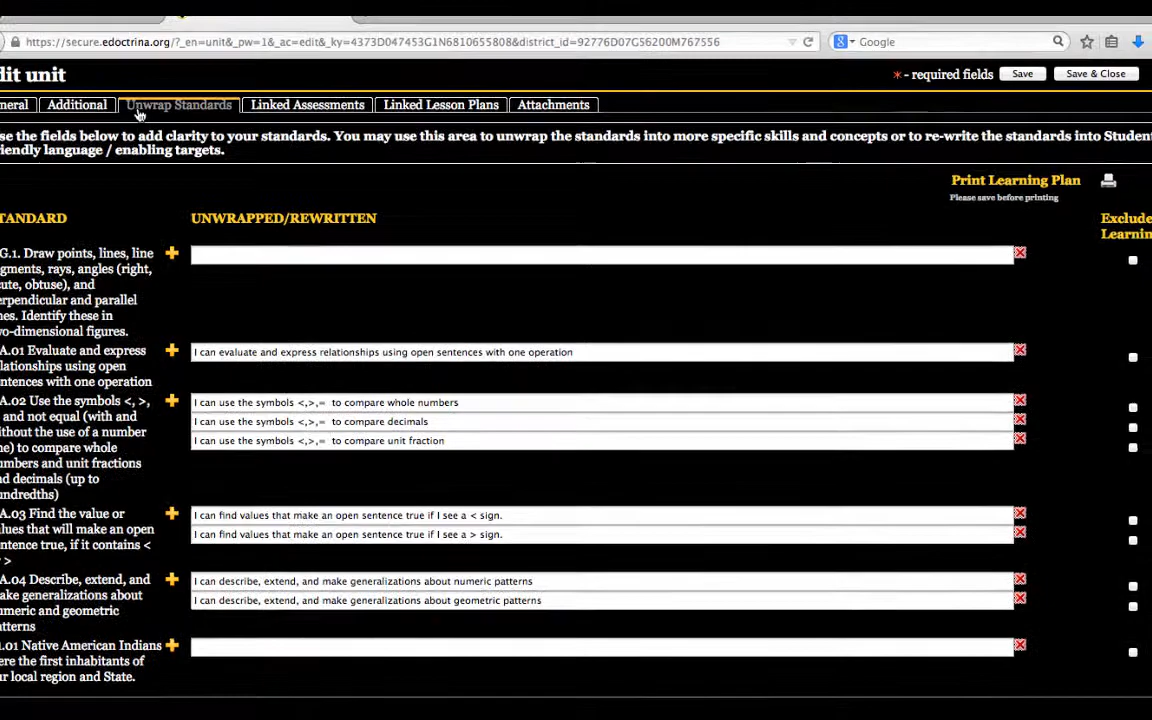 https://secure.edoctrina.org/?_en=unit&_pw=1&_ac=edit&_ky=4373D047453G1N6810655808&district_id=92776D07G56200M767556
Google
dit unit
*- required fields
Save
Save & Close
neral
Additional
Unwrap Standards
Linked Assessments
Linked Lesson Plans
Attachments
se the fields below to add clarity to your standards. You may use this area to unwrap the standards into more specific skills and concepts or to re-write the standards into Studen
iendly language / enabling targets.
Print Learning Plan
Please save before printing
TANDARD
UNWRAPPED/REWRITTEN
Exclude
Learnin
G.1. Draw points, lines, line
gments, rays, angles (right,
cute, obtuse), and
erpendicular and parallel
nes. Identify these in
wo-dimensional figures.
A.01 Evaluate and express
lationships using open
ntences with one operation
I can evaluate and express relationships using open sentences with one operation
A.02 Use the symbols <, >,
and not equal (with and
ithout the use of a number
ne) to compare whole
umbers and unit fractions
nd decimals (up to
undredths)
I can use the symbols <,>,= to compare whole numbers
I can use the symbols <,>,= to compare decimals
I can use the symbols <,>,= to compare unit fraction
A.03 Find the value or
lues that will make an open
ntence true, if it contains <
>
I can find values that make an open sentence true if I see a < sign.
I can find values that make an open sentence true if I see a > sign.
A.04 Describe, extend, and
ake generalizations about
umeric and geometric
atterns
I can describe, extend, and make generalizations about numeric patterns
I can describe, extend, and make generalizations about geometric patterns
.01 Native American Indians
ere the first inhabitants of
ur local region and State.